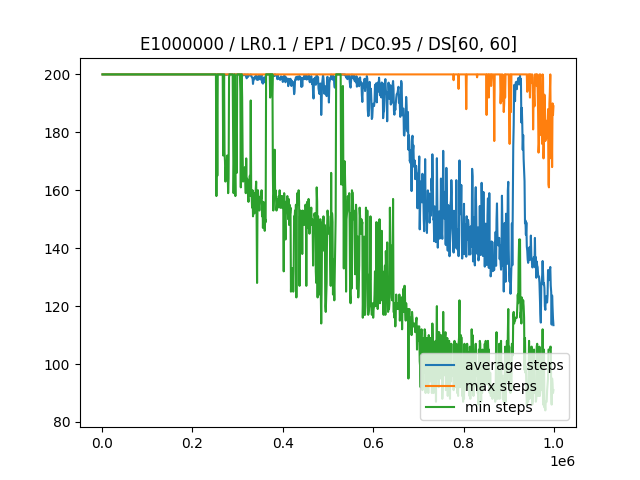 E1000000 / LR0.1 / EP1 / DC0.95 / DS[60, 60]
200
180
160
140
120
100
80
average steps
max steps
min steps
0.0 0.2 0.4 0.6 0.8 1.0
1e6